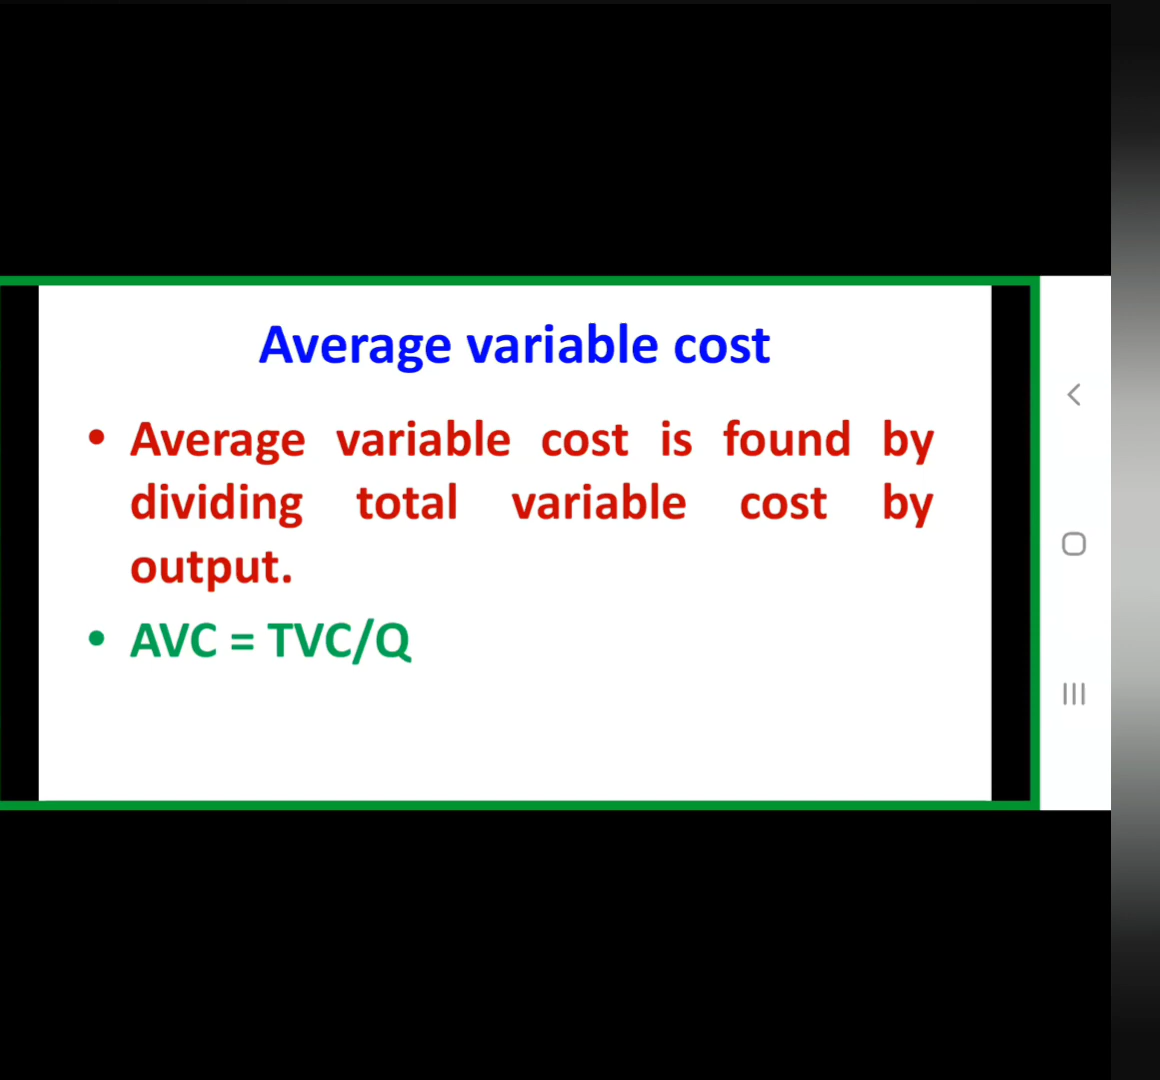 Average variable cost
• Average variable cost is found by
dividing total variable cost by
output.
• AVC = TVC/Q